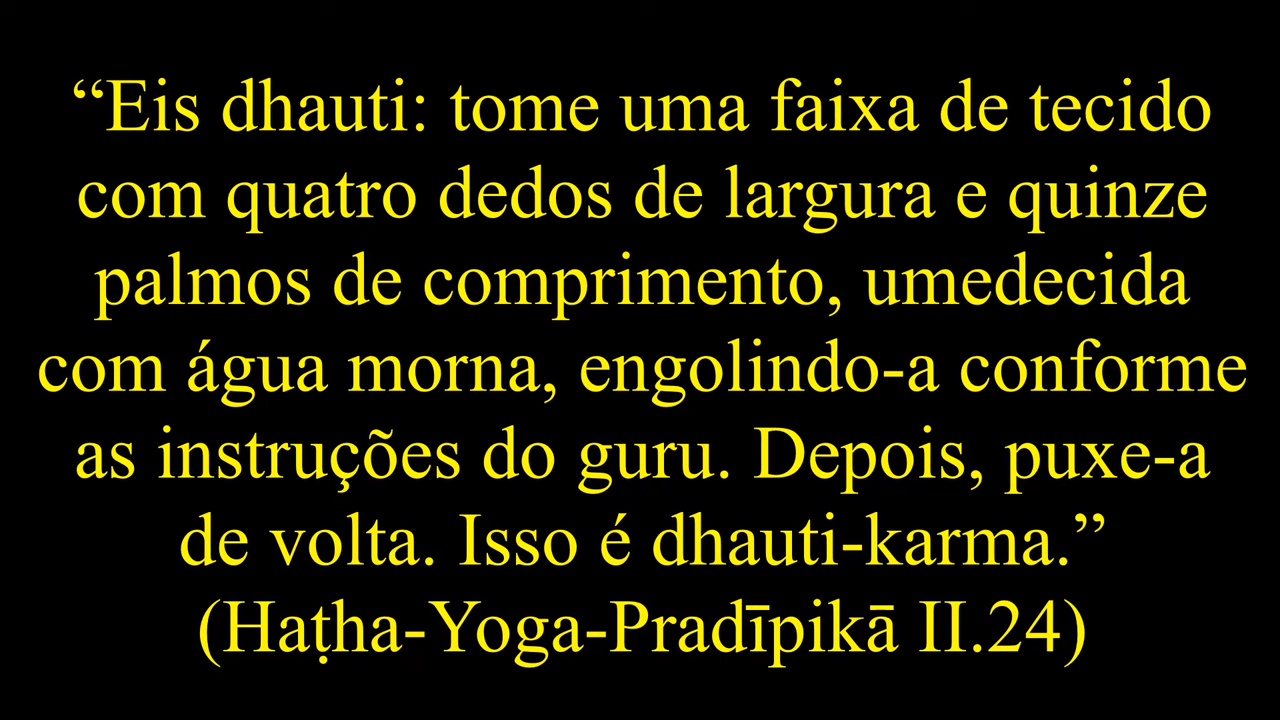 “Eis dhauti: tome uma faixa de tecido
com quatro dedos de largura e quinze
palmos de comprimento, umedecida
com água morna, engolindo-a conforme
as instruções do guru. Depois, puxe-a
de volta. Isso é dhauti-karma.”
(Haṭha-Yoga-Pradīpikā II.24)